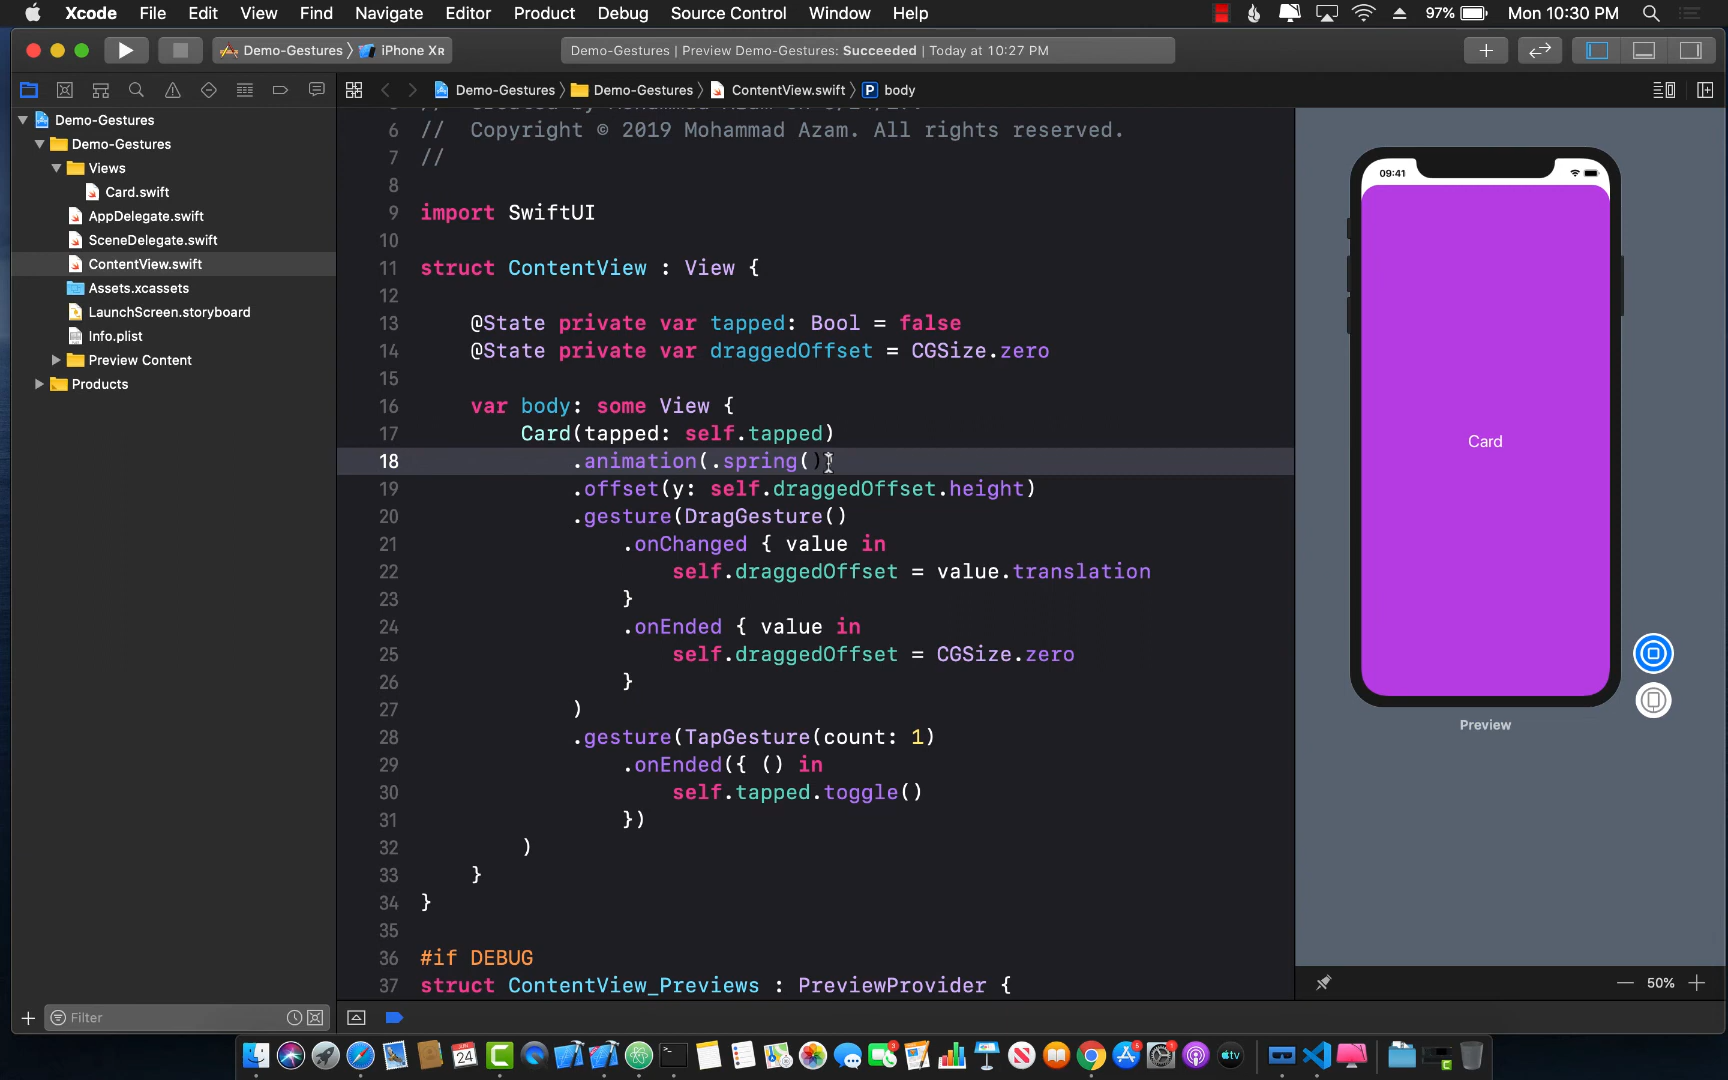 Xcode File Edit View Find Navigate Editor Product Debug Source Control Window Help 97% Mon 10:30 PM
Demo-Gestures iPhone XR Demo-Gestures | Preview Demo-Gestures: Succeeded | Today at 10:27 PM
Demo-Gestures Demo-Gestures ContentView.swift P body
Demo-Gestures
Demo-Gestures
Views
Card.swift
AppDelegate.swift
SceneDelegate.swift
ContentView.swift
Assets.xcassets
LaunchScreen.storyboard
Info.plist
Preview Content
Products
Filter
6 // Copyright © 2019 Mohammad Azam. All rights reserved.
7 //
8
9 import SwiftUI
10
11 struct ContentView : View {
12
13 @State private var tapped: Bool = false
14 @State private var draggedOffset = CGSize.zero
15
16 var body: some View {
17 Card(tapped: self.tapped)
18 .animation(.spring()
19 .offset(y: self.draggedOffset.height)
20 .gesture(DragGesture()
21 .onChanged { value in
22 self.draggedOffset = value.translation
23 }
24 .onEnded { value in
25 self.draggedOffset = CGSize.zero
26 }
27 )
28 .gesture(TapGesture(count: 1)
29 .onEnded({ () in
30 self.tapped.toggle()
31 })
32 )
33 }
34 }
35
36 #if DEBUG
37 struct ContentView_Previews : PreviewProvider {
09:41
Card
Preview
50%
24
3
5
1
tv